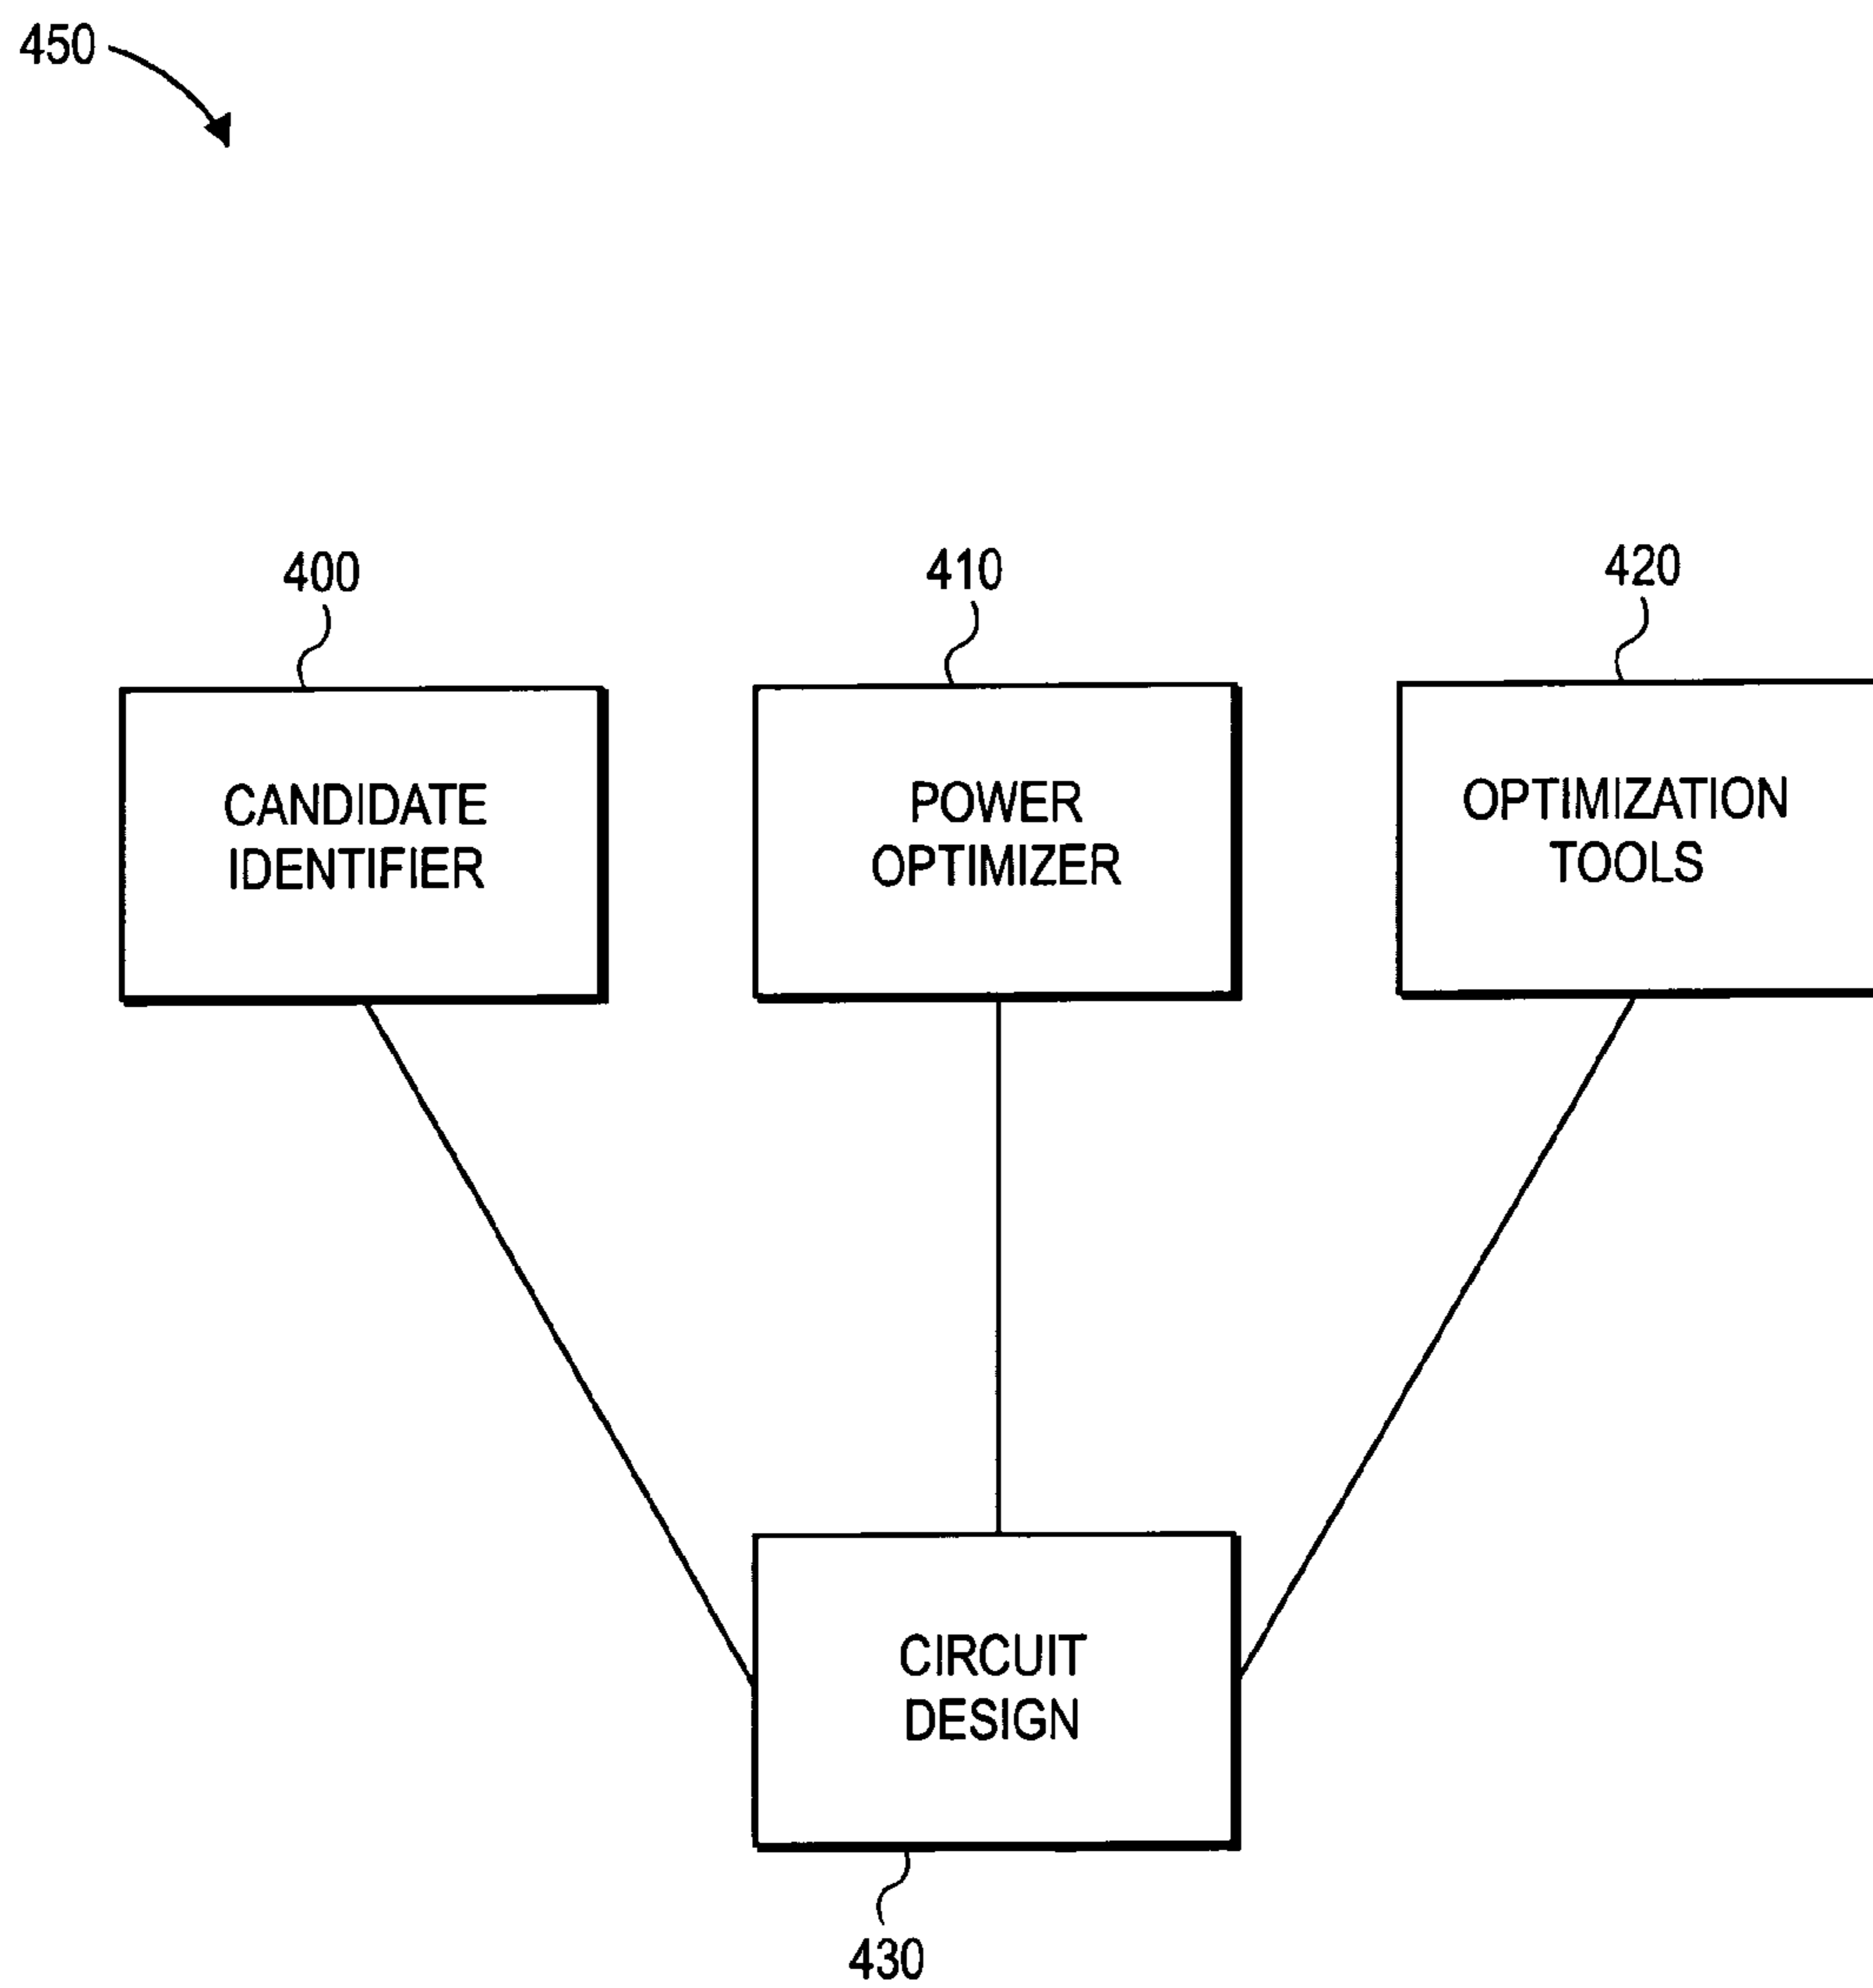 450
400
410
420
CANDIDATE
IDENTIFIER
POWER
OPTIMIZER
OPTIMIZATION
TOOLS
CIRCUIT
DESIGN
430